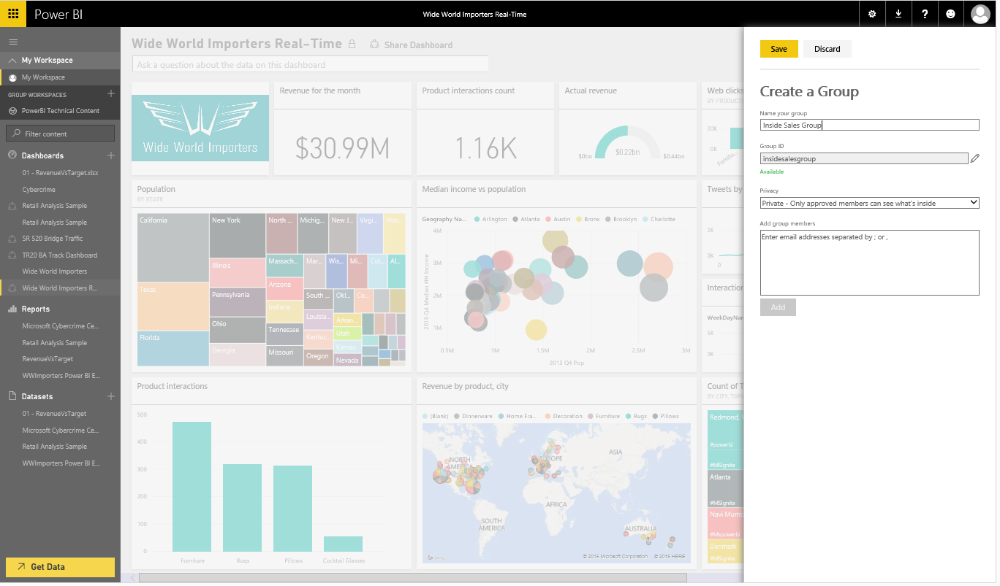 Power BI
Wide World Importers Real-Time
?
My Workspace
My Workspace
GROUP WORKSPACES
PowerBI Technical Content
Filter content
Dashboards
01 - RevenueVsTarget.xlsx
Cybercrime
Retail Analysis Sample
Retail Analysis Sample
SR 520 Bridge Traffic
TR20 BA Track Dashboard
Wide World Importers
Wide World Importers R...
Reports
Microsoft Cybercrime Ce...
Retail Analysis Sample
RevenueVsTarget
WWImporters Power BI E...
Datasets
01 - RevenueVsTarget
Microsoft Cybercrime Ce...
Retail Analysis Sample
WWImporters Power BI E...
Get Data
Wide World Importers Real-Time
Share Dashboard
Ask a question about the data on this dashboard
Wide World Importers
Revenue for the month
$30.99M
Product interactions count
1.16K
Actual revenue
$0bn
$0.22bn
$0.44bn
Web clicks
BY PRODUCT
20K
0K
Furnitu...
Population
BY STATE
California
Texas
Florida
New York
Illinois
Pennsylvania
Ohio
Georgia
North ...
Michig...
New J...
Virgi...
Was...
Massach...
Mar...
Wis...
Mi...
Col...
Al...
Arizona
Indiana
Tennessee
Missouri
South ...
Okl...
Co...
Louisia...
Kentuc...
Oregon
Arkan...
Utah
Kansas
Nevada
Median income vs population
Geography Na...
Arlington
Atlanta
Austin
Bronx
Brooklyn
Charlotte
2013 Q4 Median HH Income
4M
3M
2M
1M
0.5M
1M
1.5M
2M
2.5M
3M
2013 Q4 Pop
Tweets by
2K
0K
0
Interaction
WeekDayNam
5K
0K
Product interactions
500
400
300
200
100
0
Furniture
Rugs
Pillows
Cocktail Glasses
Revenue by product, city
(Blank)
Dinnerware
Home Fra...
Decoration
Furniture
Rugs
Pillows
NORTH AMERICA
EUROPE
ASIA
AFRICA
SOUTH AMERICA
AUSTRALIA
bing
© 2015 Microsoft Corporation
© 2015 HERE
Count of T
BY CITY, TOPI
Redmond, W
#powerbi
#MSIgnite
Atlanta
#MSIgnite
Navi Mumb
#Mspowerbi
Denmark
#MSIgnite
Save
Discard
Create a Group
Name your group
Inside Sales Group
Group ID
insidesalesgroup
Available
Privacy
Private - Only approved members can see what's inside
Add group members
Enter email addresses separated by ; or ,
Add